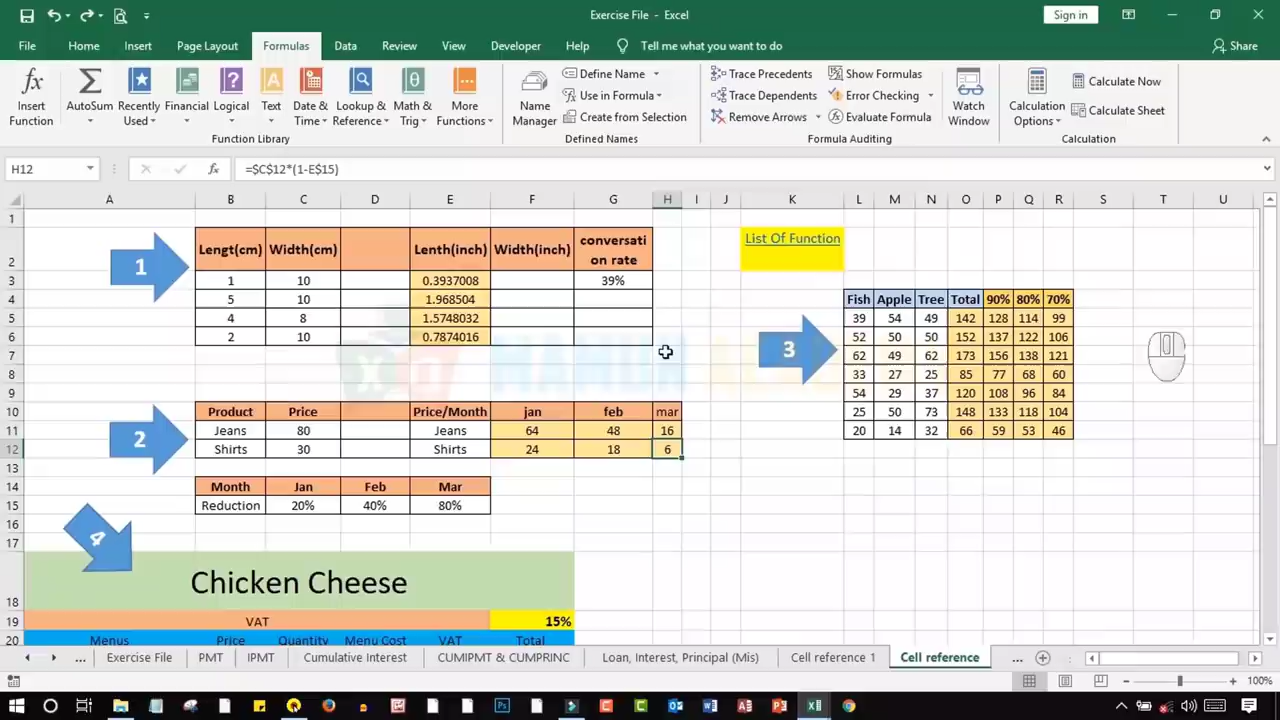 Exercise File - Excel
Sign in
File Home Insert Page Layout Formulas Data Review View Developer Help Tell me what you want to do Share
Insert Function
AutoSum
Recently Used
Financial
Logical
Text
Date & Time
Lookup & Reference
Math & Trig
More Functions
Function Library
Name Manager
Define Name
Use in Formula
Create from Selection
Defined Names
Trace Precedents
Trace Dependents
Remove Arrows
Show Formulas
Error Checking
Evaluate Formula
Formula Auditing
Watch Window
Calculation Options
Calculate Now
Calculate Sheet
Calculation
H12 fx =$C$12*(1-E$15)
A B C D E F G H I J K L M N O P Q R S T U
1
2 Lengt(cm) Width(cm) Lenth(inch) Width(inch) conversati on rate List Of Function
1
3 1 10 0.3937008 39%
4 5 10 1.968504 Fish Apple Tree Total 90% 80% 70%
5 4 8 1.5748032 39 54 49 142 128 114 99
6 2 10 0.7874016 52 50 50 152 137 122 106
7 3 62 49 62 173 156 138 121
8 33 27 25 85 77 68 60
9 54 29 37 120 108 96 84
10 Product Price Price/Month jan feb mar 25 50 73 148 133 118 104
11 Jeans 80 Jeans 64 48 16 20 14 32 66 59 53 46
2
12 Shirts 30 Shirts 24 18 6
13
14 Month Jan Feb Mar
15 Reduction 20% 40% 80%
16
4
17
18 Chicken Cheese
19 VAT 15%
20 Menus Price Quantity Menu Cost VAT Total
... Exercise File PMT IPMT Cumulative Interest CUMIPMT & CUMPRINC Loan, Interest, Principal (Mis) Cell reference 1 Cell reference ...
100%